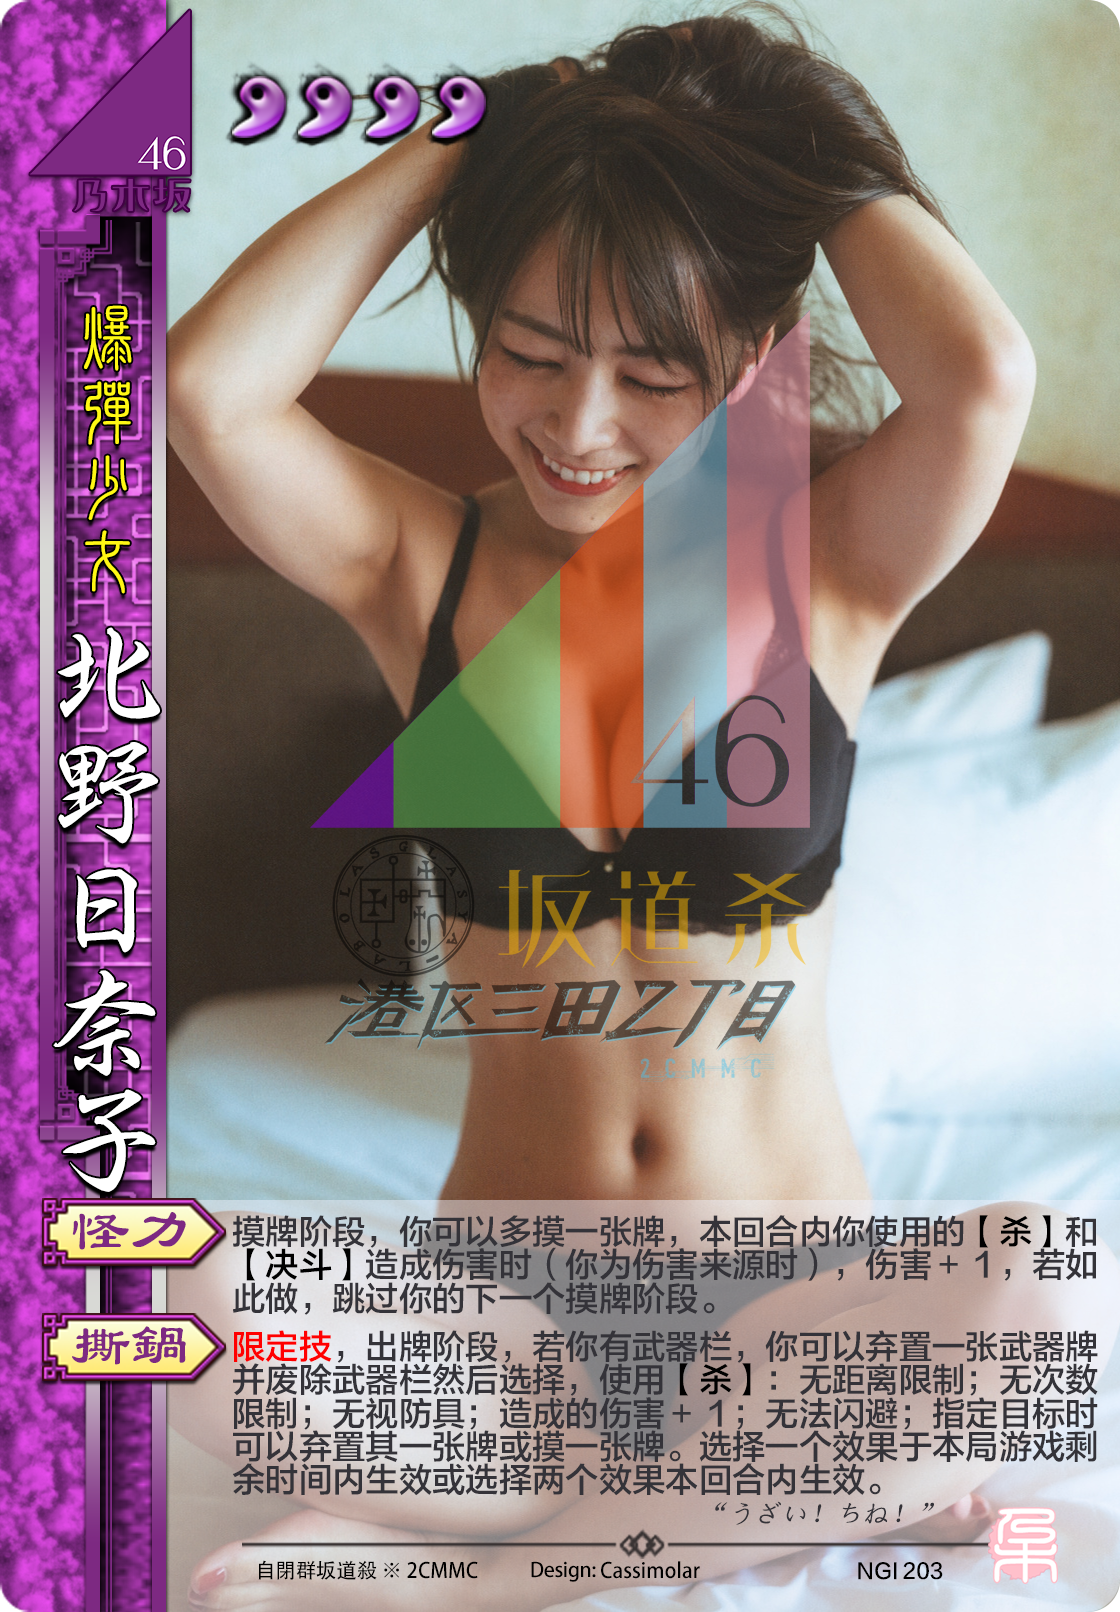 46
乃木坂
爆彈少女
北野日奈子
46
坂道杀
GLASYALABOLAS
港区三田2丁目
2CMMC
怪力
摸牌阶段，你可以多摸一张牌，本回合内你使用的【杀】和
【决斗】造成伤害时（你为伤害来源时），伤害＋１，若如
此做，跳过你的下一个摸牌阶段。
撕鍋
限定技，出牌阶段，若你有武器栏，你可以弃置一张武器牌
并废除武器栏然后选择，使用【杀】：无距离限制；无次数
限制；无视防具；造成的伤害＋１；无法闪避；指定目标时
可以弃置其一张牌或摸一张牌。选择一个效果于本局游戏剩
余时间内生效或选择两个效果本回合内生效。
“うざい！ちね！”
自閉群坂道殺 ※ 2CMMC Design: Cassimolar NGI 203